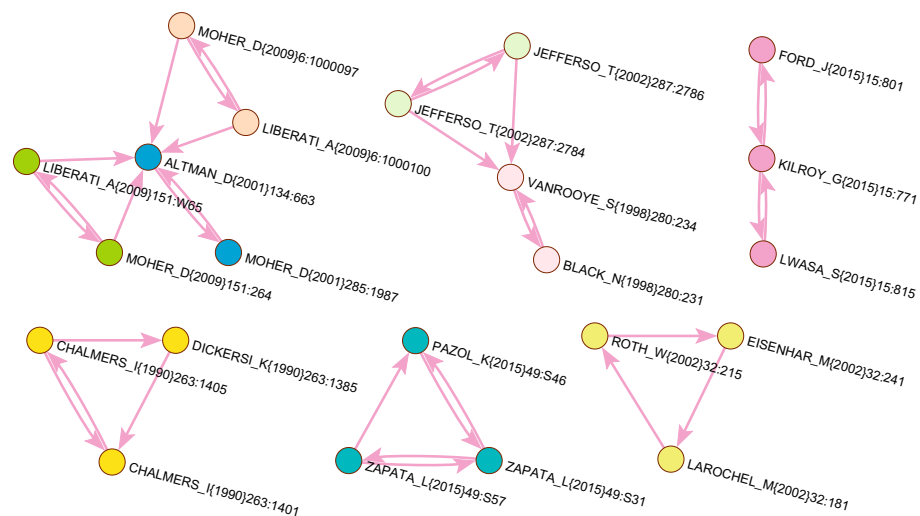 MOHER_D{2009}6:1000097
LIBERATI_A{2009}6:1000100
LIBERATI_A{2009}151:W65
ALTMAN_D{2001}134:663
MOHER_D{2009}151:264
MOHER_D{2001}285:1987
JEFFERSO_T{2002}287:2786
JEFFERSO_T{2002}287:2784
VANROOYE_S{1998}280:234
BLACK_N{1998}280:231
FORD_J{2015}15:801
KILROY_G{2015}15:771
LWASA_S{2015}15:815
CHALMERS_I{1990}263:1405
DICKERSI_K{1990}263:1385
CHALMERS_I{1990}263:1401
PAZOL_K{2015}49:S46
ZAPATA_L{2015}49:S57
ZAPATA_L{2015}49:S31
ROTH_W{2002}32:215
EISENHAR_M{2002}32:241
LAROCHEL_M{2002}32:181